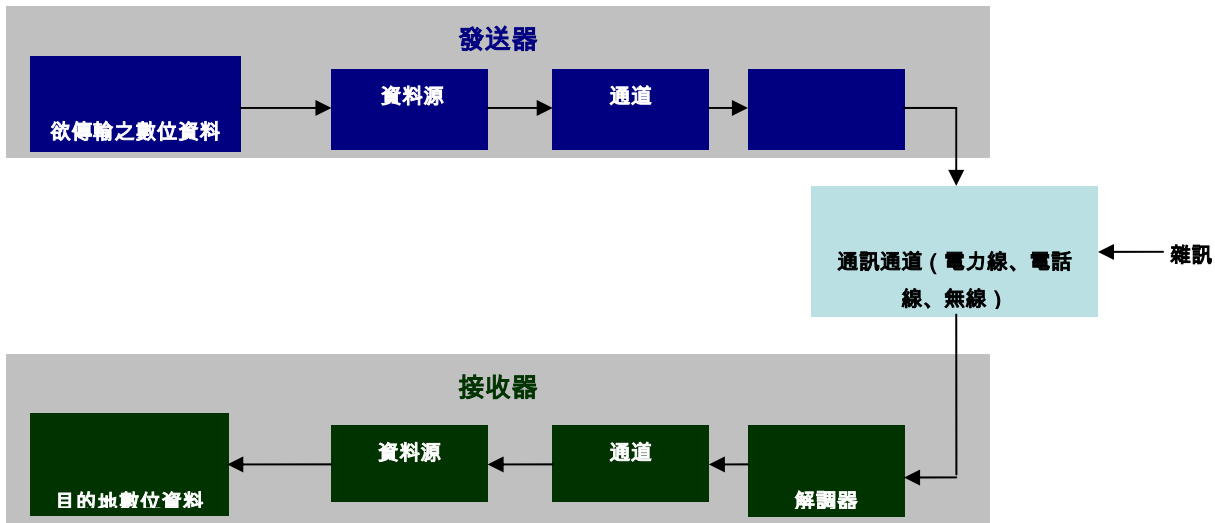 發送器
欲傳輸之數位資料
資料源
通道
通訊通道（電力線、電話
線、無線）
雜訊
接收器
目的地數位資料
資料源
通道
解調器